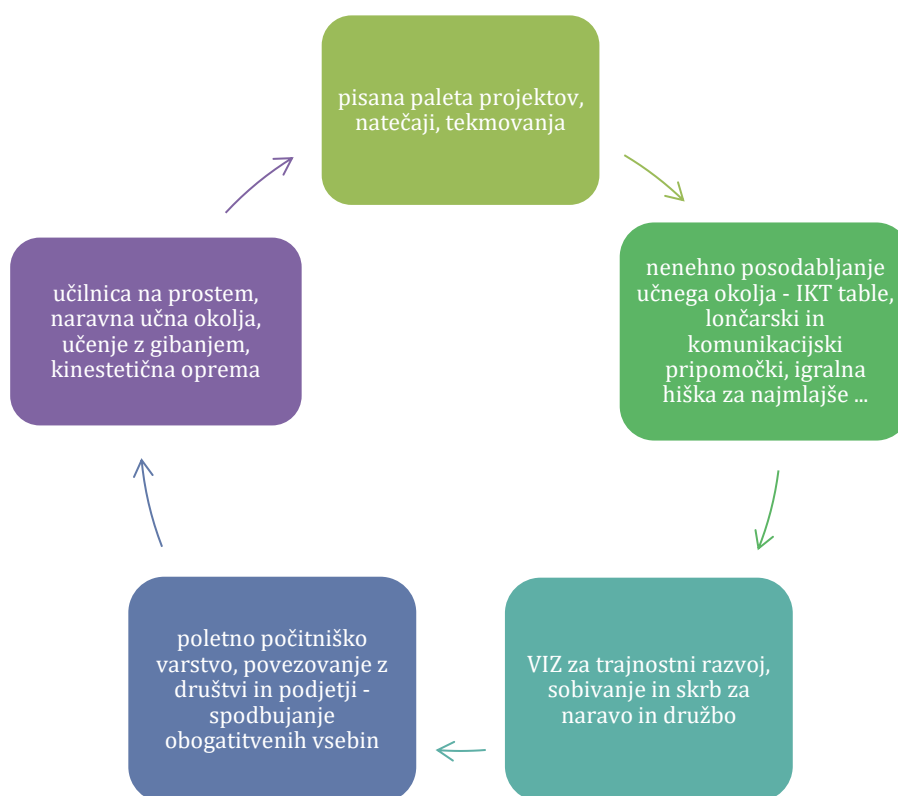 pisana paleta projektov,
natečaji, tekmovanja
nenehno posodabljanje
učnega okolja - IKT table,
lončarski in
komunikacijski
pripomočki, igralna
hiška za najmlajše ...
VIZ za trajnostni razvoj,
sobivanje in skrb za
naravo in družbo
poletno počitniško
varstvo, povezovanje z
društvi in podjetji -
spodbujanje
obogatitvenih vsebin
učilnica na prostem,
naravna učna okolja,
učenje z gibanjem,
kinestetična oprema